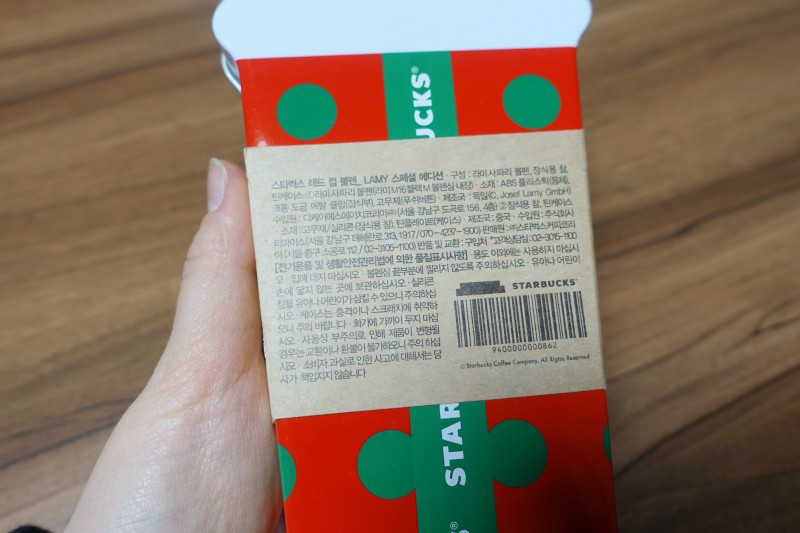 UCKS®
스타벅스 레드 컵 볼펜_ LAMY 스페셜 에디션 · 구성 : 라미 사파리 볼펜, 장식용 참,
틴케이스 ①라미 사파리 볼펜(라미 M16 블랙 M 볼펜심 내장) · 소재 : ABS 플라스틱(몸체),
크롬 도금 메탈 클립(장식부), 고무제(푸쉬버튼) · 제조국 : 독일(C. Josef Lamy GmbH)
수입원 : 디케이에스에이치코리아㈜(서울 강남구 도곡로 156, 4층) ②장식용 참, 틴케이스
· 소재 : 고무제/실리콘(장식용 참), 틴플레이트(케이스) · 제조국 : 중국 · 수입원 : 주식회사
티마이스(서울 강남구 테헤란로 313, 1917 / 070-4237-1900) 판매원 : ㈜스타벅스커피코리
아 (서울 중구 소공로 112 / 02-3105-1100) 반품 및 교환 : 구입처 *고객상담실 : 02-3015-1100
[전기용품 및 생활안전관리법에 의한 품질표시사항] · 용도 이외에는 사용하지 마십시
오 · 입에 대지 마십시오 · 볼펜심 끝부분에 찔리지 않도록 주의하십시오 · 유아나 어린이
손에 닿지 않는 곳에 보관하십시오 · 실리콘
참을 유아나 어린이가 삼킬 수 있으니 주의하십
시오 · 케이스는 충격이나 스크래치에 취약하
오니 주의 바랍니다 · 화기에 가까이 두지 마십
시오 · 사용상 부주의로 인해 제품이 변형될
경우는 교환이나 환불이 불가하오니 주의 하십
시오 · 소비자 과실로 인한 사고에 대해서는 당
사가 책임지지 않습니다
STARBUCKS
9400000000862
©Starbucks Coffee Company. All Rights Reserved
STAR
®
S